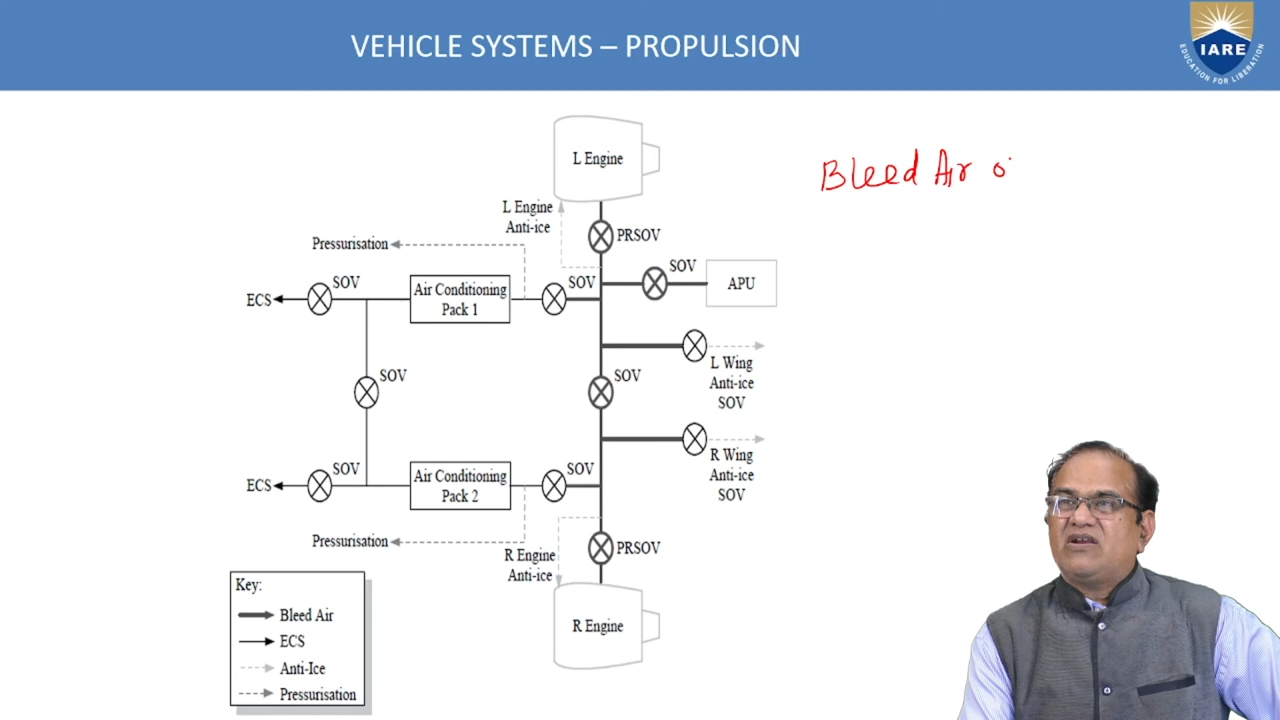 VEHICLE SYSTEMS – PROPULSION
IARE
EDUCATION FOR LIBERATION
L Engine
Bleed Air o
L Engine
Anti-ice
PRSOV
Pressurisation
SOV
SOV
SOV
APU
ECS
Air Conditioning
Pack 1
L Wing
Anti-ice
SOV
SOV
SOV
R Wing
Anti-ice
SOV
SOV
SOV
ECS
Air Conditioning
Pack 2
Pressurisation
R Engine
Anti-ice
PRSOV
R Engine
Key:
Bleed Air
ECS
Anti-Ice
Pressurisation